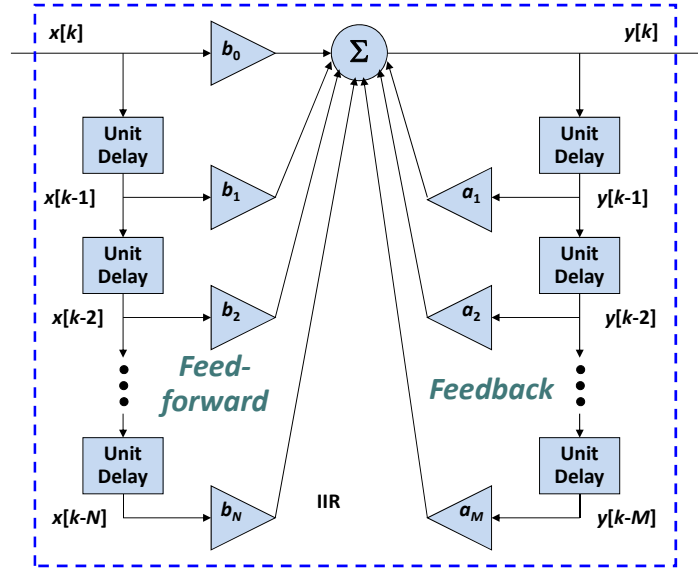 x[k]
b0
Σ
y[k]
Unit
Delay
Unit
Delay
x[k-1]
b1
a1
y[k-1]
Unit
Delay
Unit
Delay
x[k-2]
b2
a2
y[k-2]
Feed-
forward
Feedback
Unit
Delay
Unit
Delay
x[k-N]
bN
IIR
aM
y[k-M]